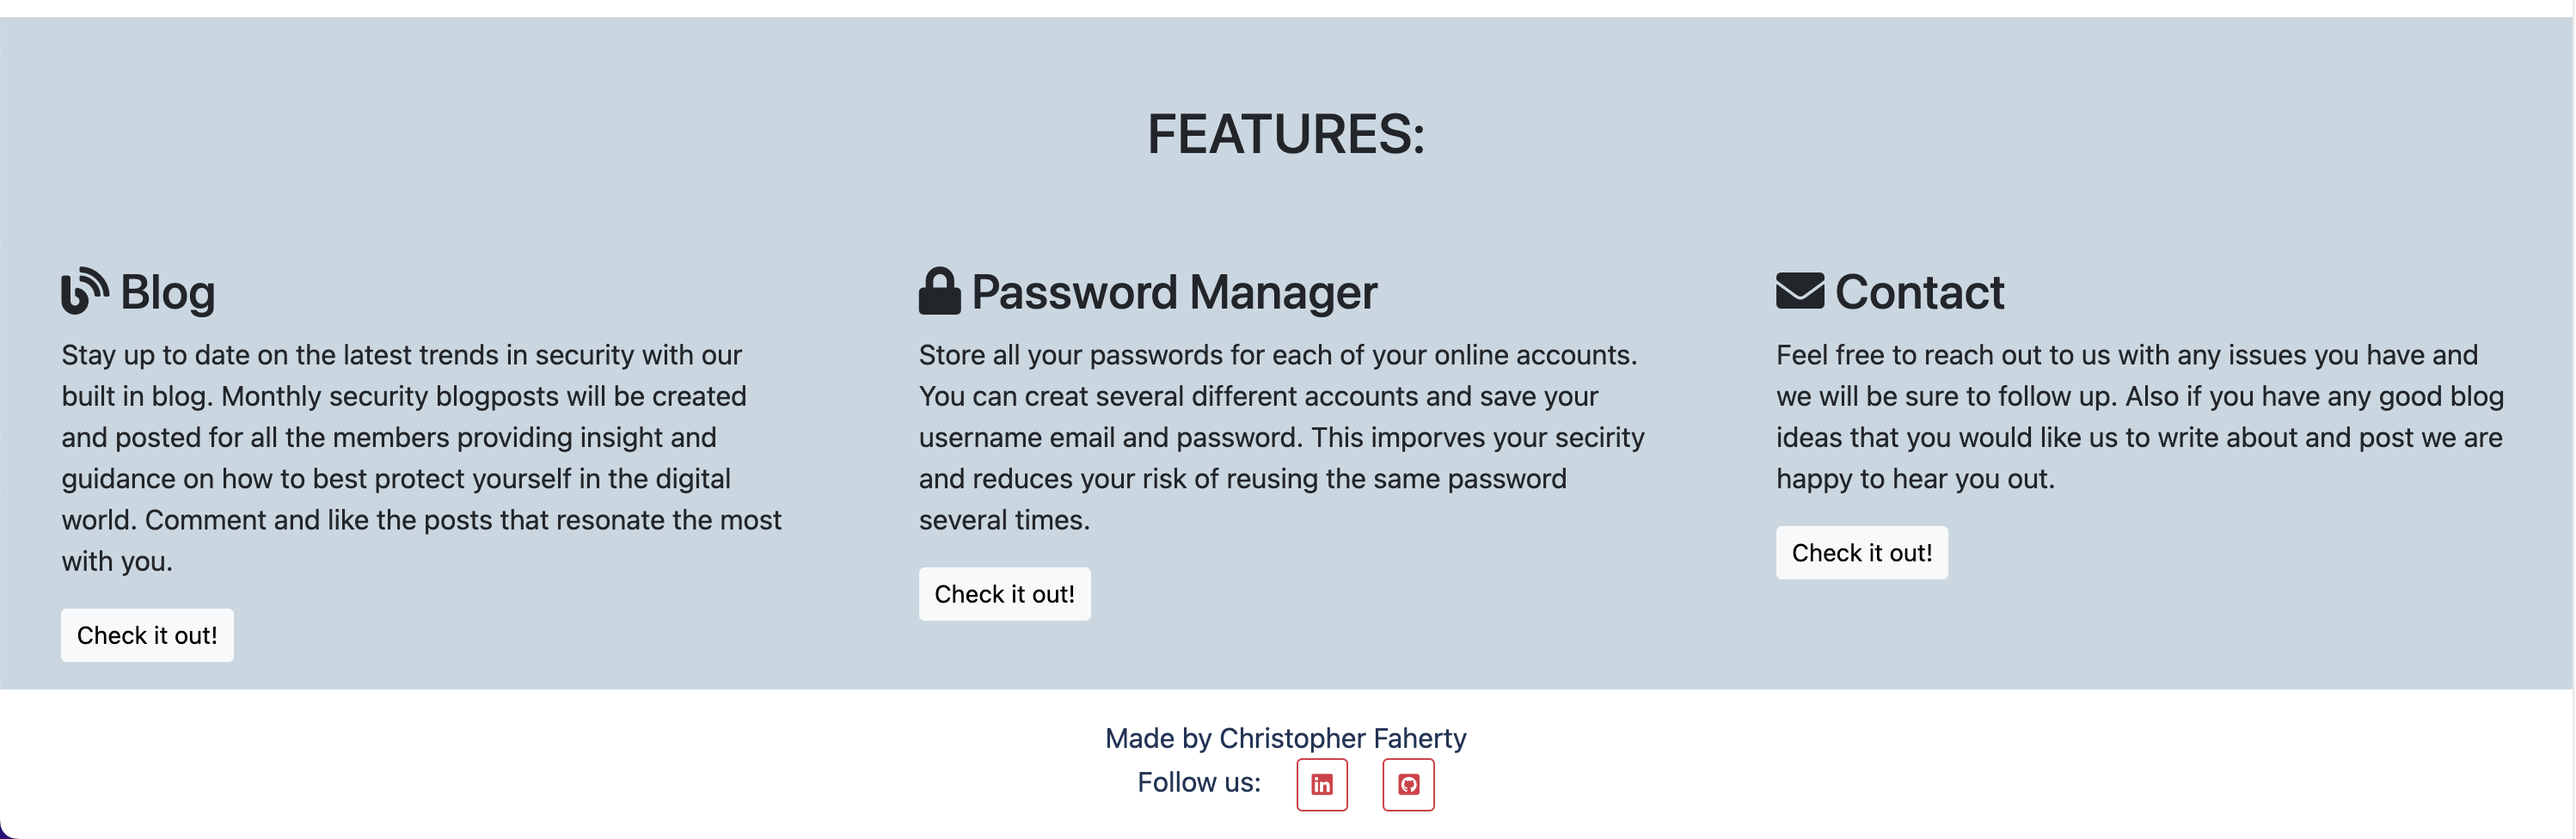 FEATURES:
Blog
Stay up to date on the latest trends in security with our
built in blog. Monthly security blogposts will be created
and posted for all the members providing insight and
guidance on how to best protect yourself in the digital
world. Comment and like the posts that resonate the most
with you.
Check it out!
Password Manager
Store all your passwords for each of your online accounts.
You can creat several different accounts and save your
username email and password. This imporves your secirity
and reduces your risk of reusing the same password
several times.
Check it out!
Contact
Feel free to reach out to us with any issues you have and
we will be sure to follow up. Also if you have any good blog
ideas that you would like us to write about and post we are
happy to hear you out.
Check it out!
Made by Christopher Faherty
Follow us:
in